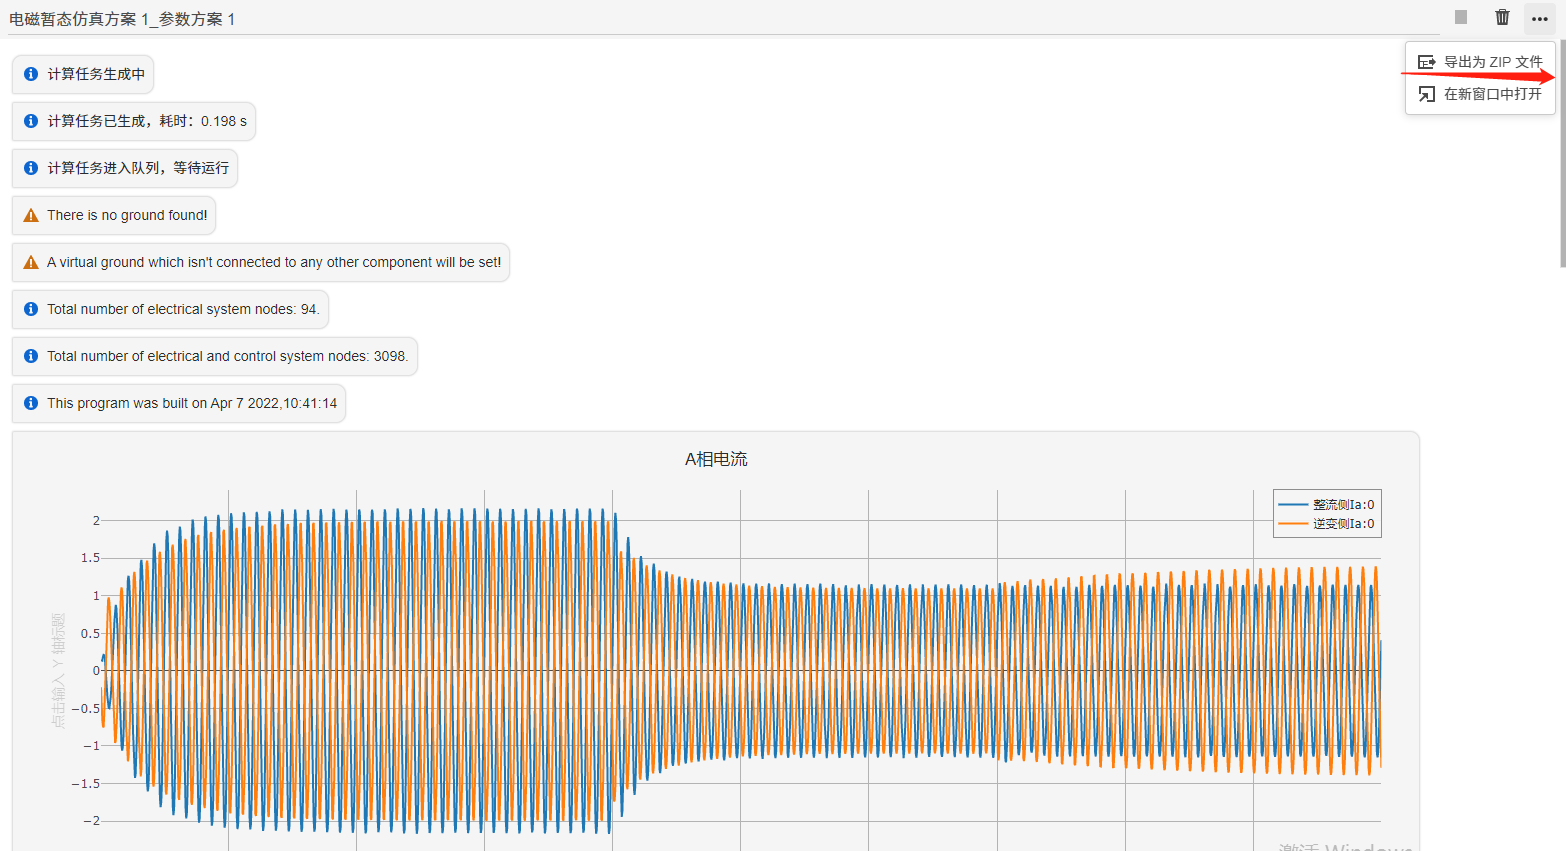 电磁暂态仿真方案 1_参数方案 1
导出为 ZIP 文件
在新窗口中打开
计算任务生成中
计算任务已生成，耗时：0.198 s
计算任务进入队列，等待运行
There is no ground found!
A virtual ground which isn't connected to any other component will be set!
Total number of electrical system nodes: 94.
Total number of electrical and control system nodes: 3098.
This program was built on Apr 7 2022,10:41:14
A相电流
整流侧Ia:0
逆变侧Ia:0
点击输入 Y 轴标题
2
1.5
1
0.5
0
−0.5
−1
−1.5
−2
激活 Windows